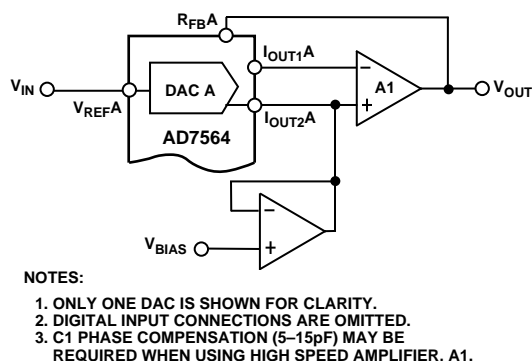 RFBA
IOUT1A
VIN
VREFA
DAC A
A1
VOUT
IOUT2A
AD7564
VBIAS
NOTES:
1. ONLY ONE DAC IS SHOWN FOR CLARITY.
2. DIGITAL INPUT CONNECTIONS ARE OMITTED.
3. C1 PHASE COMPENSATION (5–15pF) MAY BE
REQUIRED WHEN USING HIGH SPEED AMPLIFIER, A1.